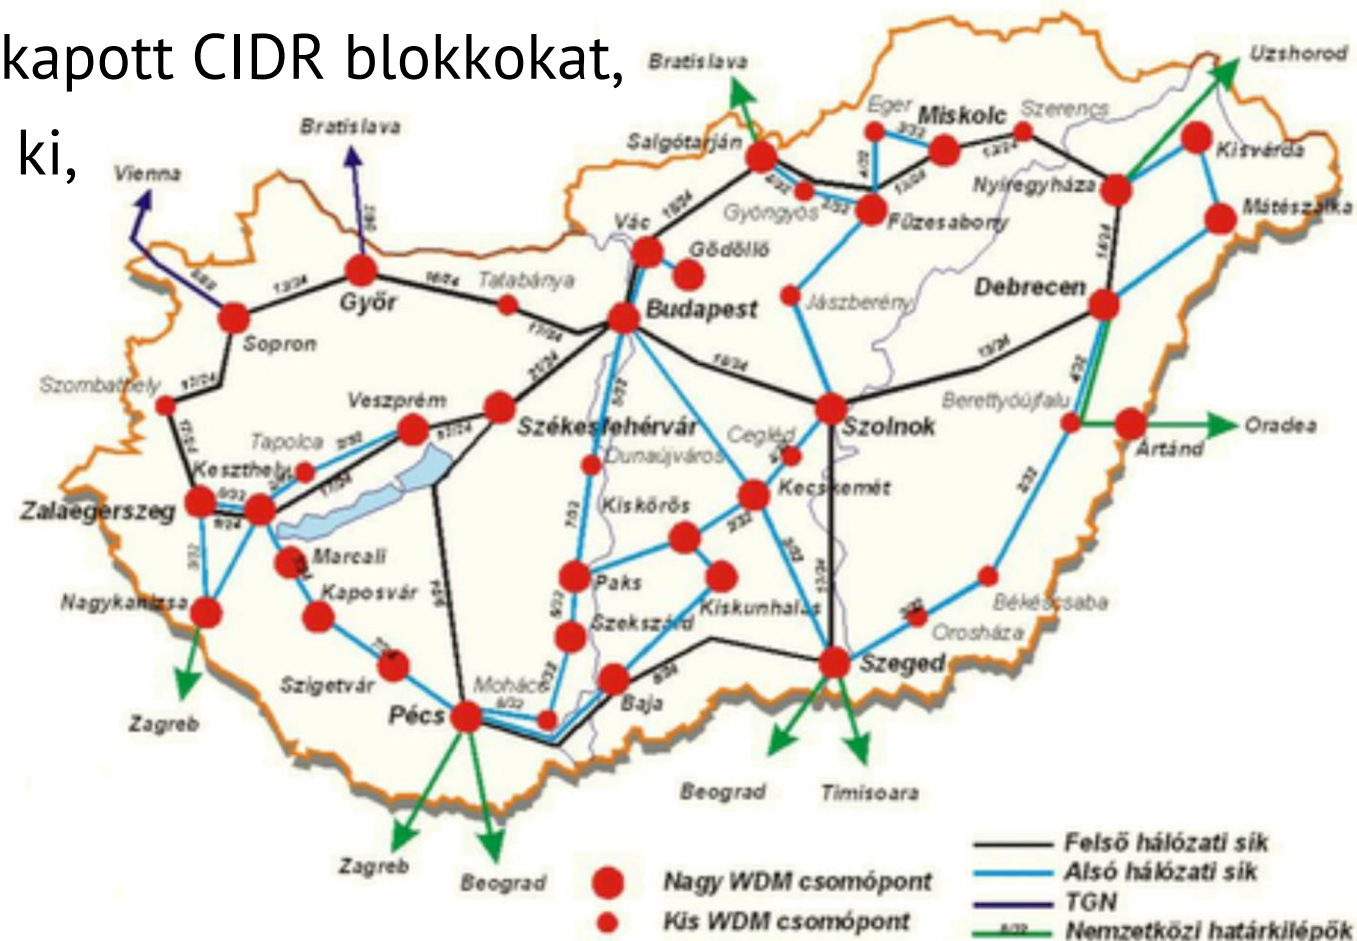 kapott CIDR blokkokat,
ki,
Bratislava
Uzshorod
Eger
Miskolc
Szerencs
Bratislava
Salgótarján
Kisvárda
Vienna
Nyíregyháza
Gyöngyös
Füzesabony
Mátészalka
Vác
Gödöllő
Tatabánya
Debrecen
Győr
Jászberény
Budapest
Sopron
Szombathely
Veszprém
Berettyóújfalu
Székesfehérvár
Szolnok
Oradea
Tapolca
Cegléd
Ártánd
Dunaújváros
Keszthely
Kecskemét
Zalaegerszeg
Kiskőrös
Marcali
Paks
Kaposvár
Nagykanizsa
Kiskunhalas
Békéscsaba
Szekszárd
Orosháza
Szeged
Szigetvár
Mohács
Baja
Pécs
Zagreb
Beograd
Timisoara
Zagreb
Beograd
Felső hálózati sík
Alsó hálózati sík
Nagy WDM csomópont
TGN
Kis WDM csomópont
Nemzetközi határkilépők